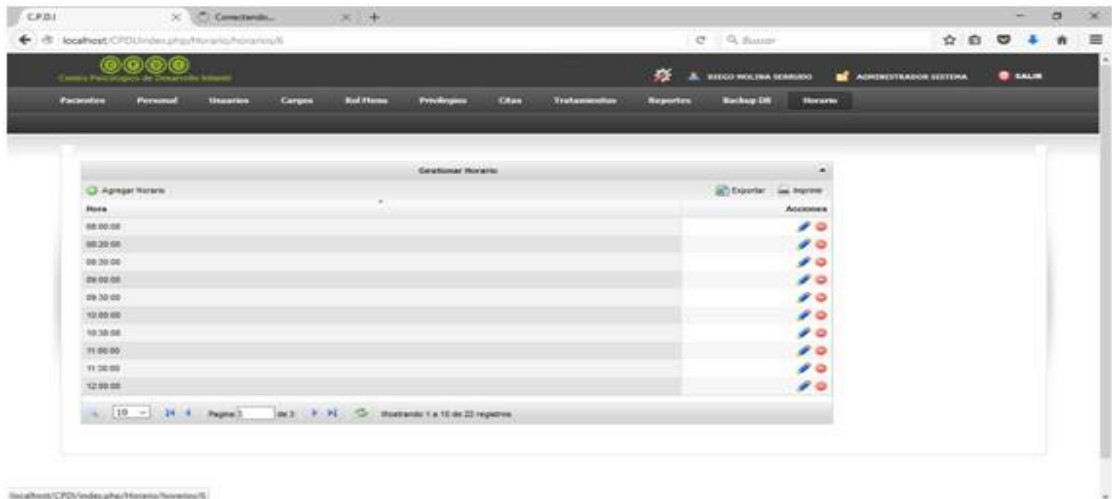 C.P.D.I
Conectando...
localhost/CPDI/index.php/Horario/horarios/6
Buscar
Centro Psicologico de Desarrollo Infantil
DIEGO MOLINA
ADMINISTRADOR SISTEMA
SALIR
Pacientes Personal Usuarios Cargos Rol Menu Privilegios Citas Tratamientos Reportes Backup DB Horario
Gestionar Horario
Agregar Horario
Exportar
Imprimir
Hora
Acciones
08:00:00
08:20:00
08:30:00
09:00:00
09:30:00
10:00:00
10:30:00
11:00:00
11:30:00
12:00:00
10
Pagina 1 de 3
Mostrando 1 a 10 de 22 registros
localhost/CPDI/index.php/Horario/horarios/6